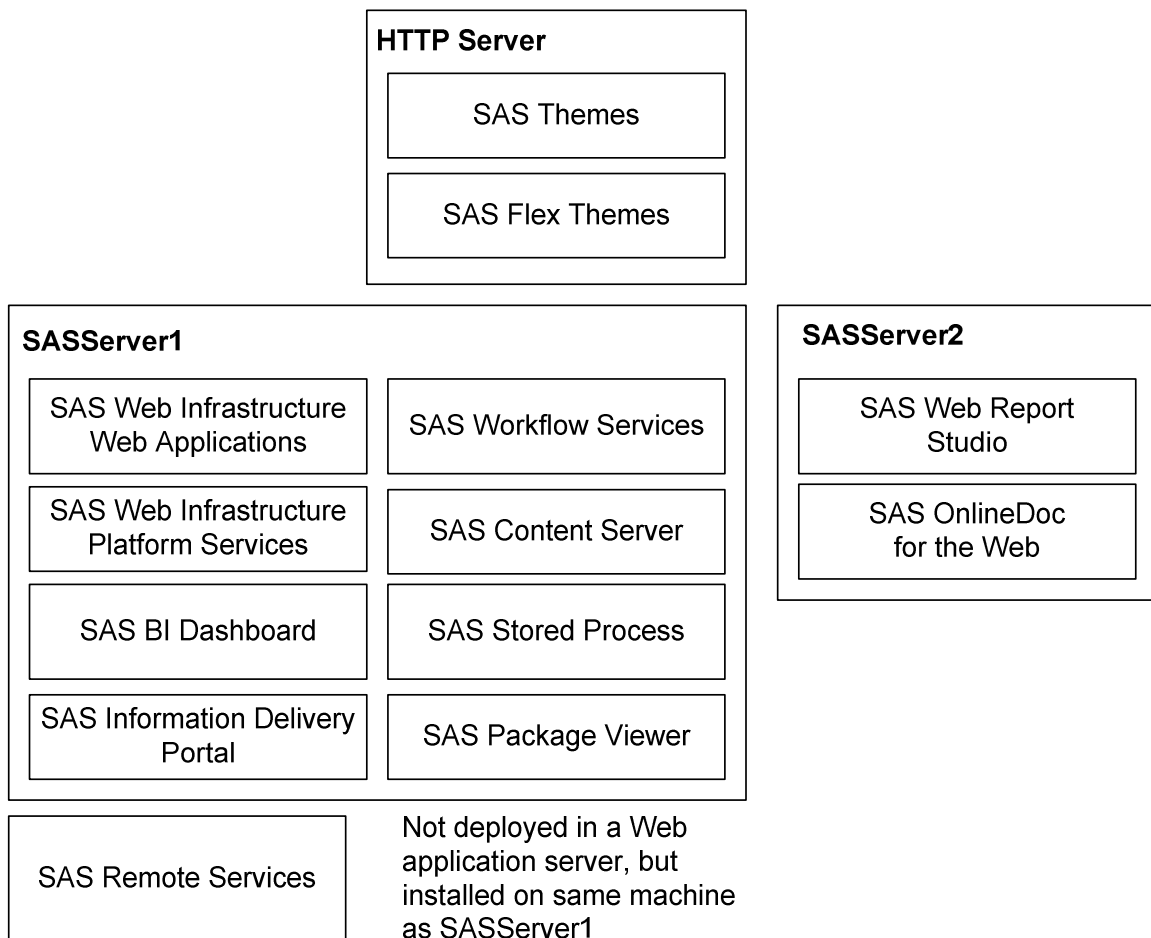 HTTP Server
SAS Themes
SAS Flex Themes
SASServer1
SAS Web Infrastructure
Web Applications
SAS Workflow Services
SAS Web Infrastructure
Platform Services
SAS Content Server
SAS BI Dashboard
SAS Stored Process
SAS Information Delivery
Portal
SAS Package Viewer
SASServer2
SAS Web Report
Studio
SAS OnlineDoc
for the Web
SAS Remote Services
Not deployed in a Web
application server, but
installed on same machine
as SASServer1